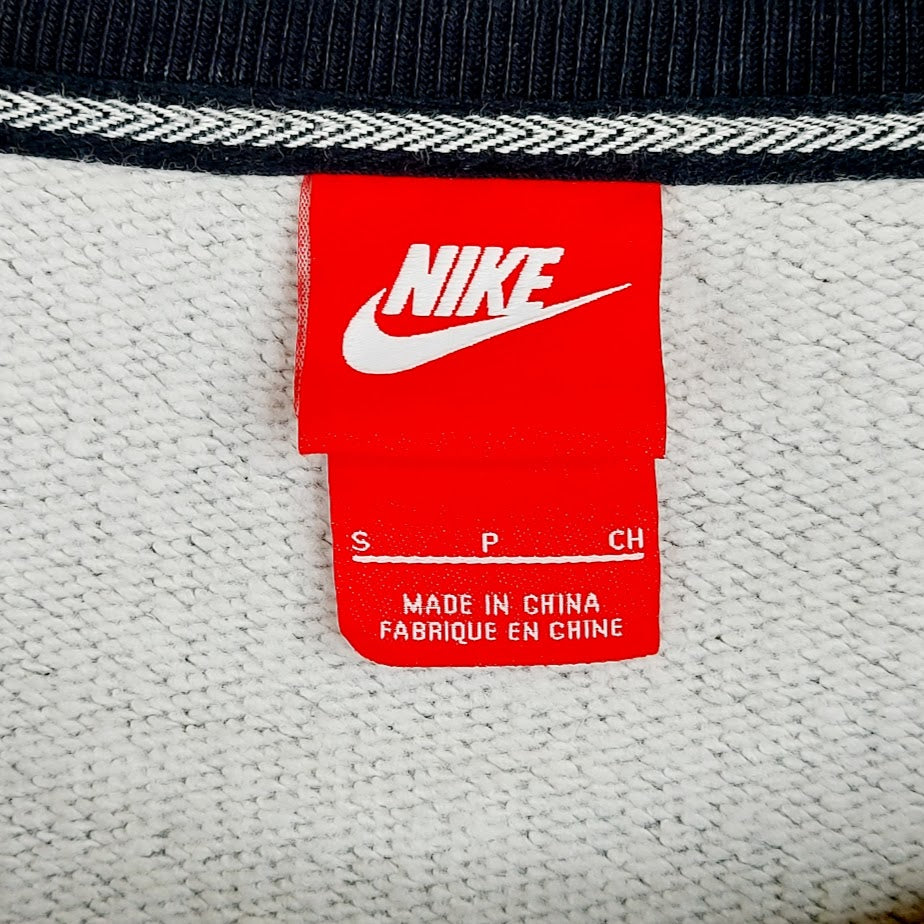 NIKE
S P CH
MADE IN CHINA
FABRIQUE EN CHINE